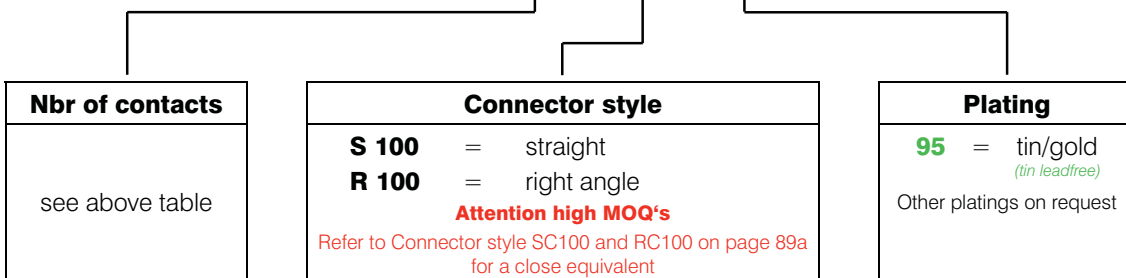 Nbr of contacts
see above table
Connector style
S 100 = straight
R 100 = right angle
Attention high MOQ‘s
Refer to Connector style SC100 and RC100 on page 89a
for a close equivalent
Plating
95 = tin/gold
(tin leadfree)
Other platings on request